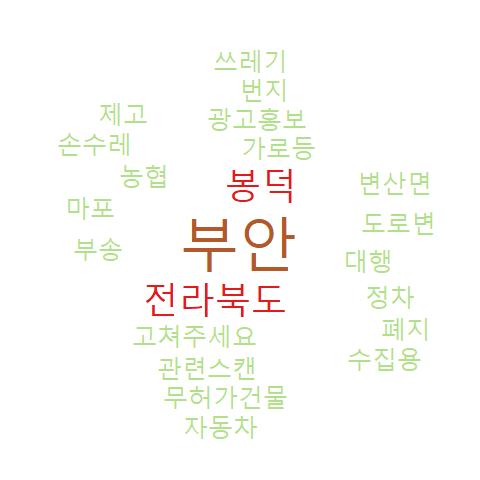 쓰레기
번지
제고
광고홍보
손수레
가로등
농협
봉덕
변산면
마포
도로변
부안
부송
대행
전라북도
정차
폐지
고쳐주세요
수집용
관련스캔
무허가건물
자동차